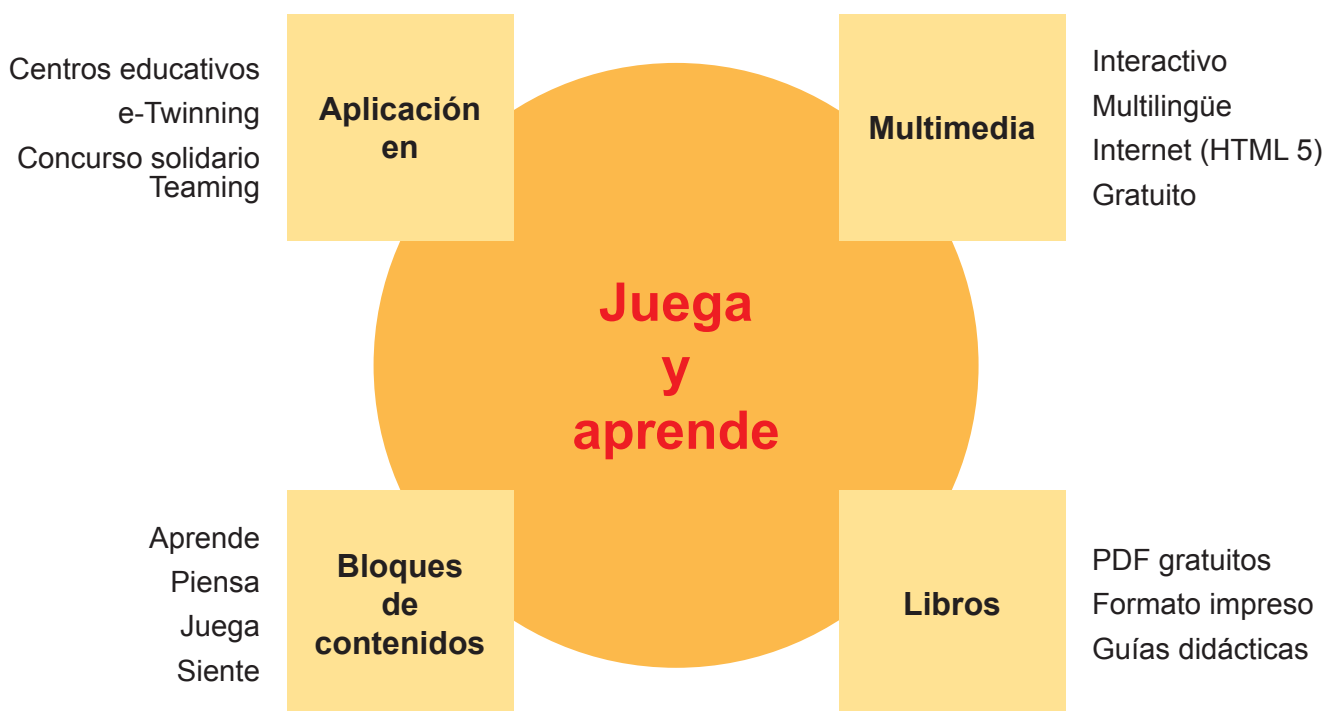 Centros educativos
e-Twinning
Concurso solidario
Teaming
Aplicación
en
Multimedia
Interactivo
Multilingüe
Internet (HTML 5)
Gratuito
Juega
y
aprende
Aprende
Piensa
Juega
Siente
Bloques
de
contenidos
Libros
PDF gratuitos
Formato impreso
Guías didácticas